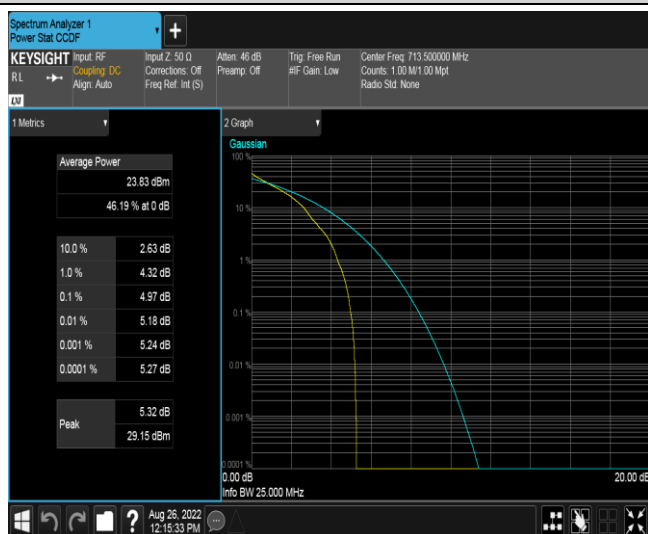 Spectrum Analyzer 1
Power Stat CCDF
+
KEYSIGHT
RL
LXI
Input: RF
Coupling: DC
Align: Auto
Input Z: 50 Ω
Corrections: Off
Freq Ref: Int (S)
Atten: 46 dB
Preamp: Off
Trig: Free Run
#IF Gain: Low
Center Freq: 713.500000 MHz
Counts: 1.00 M/1.00 Mpt
Radio Std: None
1 Metrics
Average Power
23.83 dBm
46.19 % at 0 dB
10.0 % 2.63 dB
1.0 % 4.32 dB
0.1 % 4.97 dB
0.01 % 5.18 dB
0.001 % 5.24 dB
0.0001 % 5.27 dB
Peak
5.32 dB
29.15 dBm
2 Graph
Gaussian
100 %
10 %
1 %
0.1 %
0.01 %
0.001 %
0.0001 %
0.00 dB
20.00 dB
Info BW 25.000 MHz
?
Aug 26, 2022
12:15:33 PM